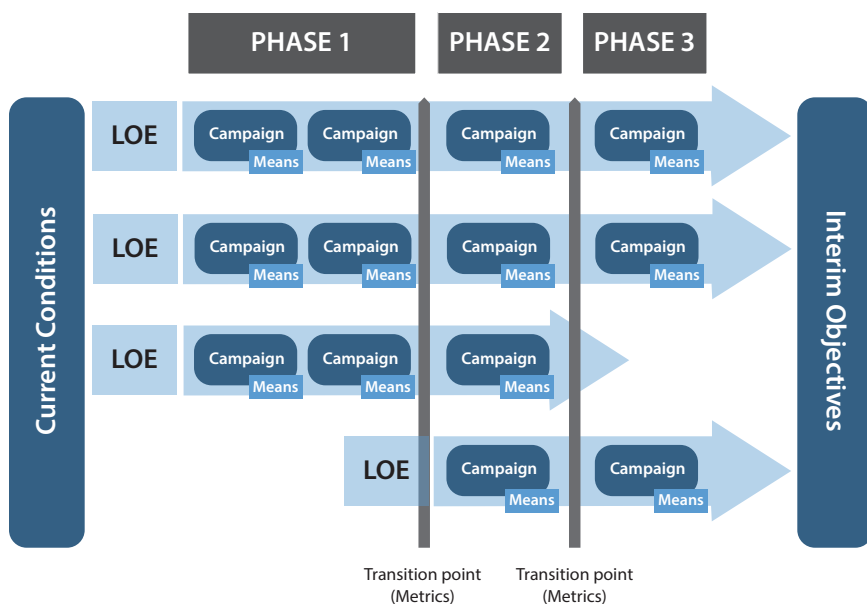 PHASE 1
PHASE 2
PHASE 3
Current Conditions
LOE
Campaign
Means
Campaign
Means
Campaign
Means
Campaign
Means
LOE
Campaign
Means
Campaign
Means
Campaign
Means
Campaign
Means
LOE
Campaign
Means
Campaign
Means
Campaign
Means
LOE
Campaign
Means
Campaign
Means
Interim Objectives
Transition point
(Metrics)
Transition point
(Metrics)